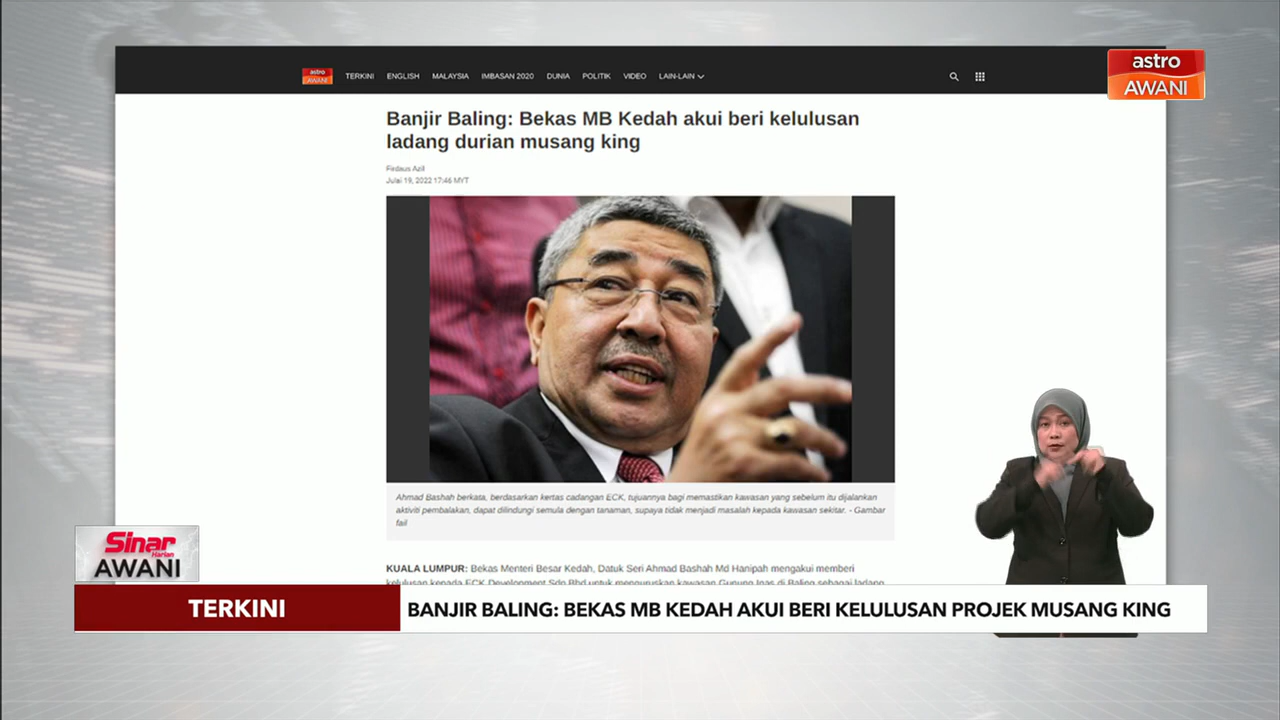 astro
AWANI
TERKINI ENGLISH MALAYSIA IMBASAN 2020 DUNIA POLITIK VIDEO LAIN-LAIN
astro
AWANI
Banjir Baling: Bekas MB Kedah akui beri kelulusan
ladang durian musang king
Firdaus Azil
Julai 19, 2022 17:46 MYT
Ahmad Bashah berkata, berdasarkan kertas cadangan ECK, tujuannya bagi memastikan kawasan yang sebelum itu dijalankan
aktiviti pembalakan, dapat dilindungi semula dengan tanaman, supaya tidak menjadi masalah kepada kawasan sekitar. - Gambar
fail
KUALA LUMPUR: Bekas Menteri Besar Kedah, Datuk Seri Ahmad Bashah Md Hanipah mengakui memberi
kelulusan kepada ECK Development Sdn Bhd untuk menguruskan kawasan Gunung Inas di Baling sebagai ladang
Sinar
Harian
AWANI
TERKINI
BANJIR BALING: BEKAS MB KEDAH AKUI BERI KELULUSAN PROJEK MUSANG KING